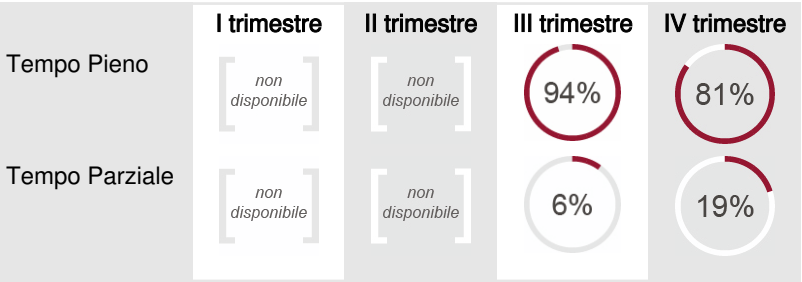 I trimestre II trimestre III trimestre IV trimestre
Tempo Pieno
non
disponibile
non
disponibile
94%
81%
Tempo Parziale
non
disponibile
non
disponibile
6%
19%